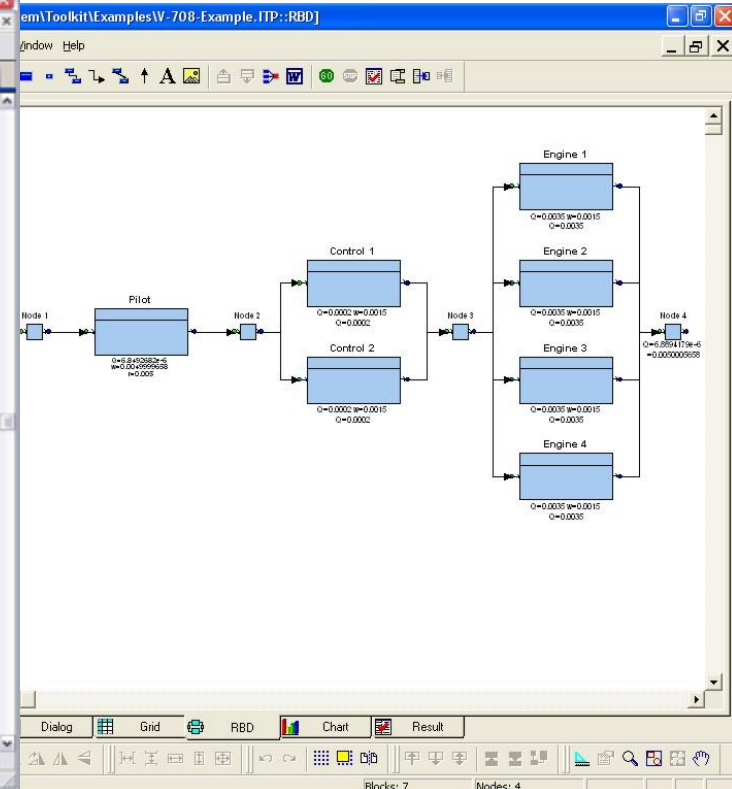 em\Toolkit\Examples\V-708-Example.ITP::RBD]
Window Help
A
W
GO
STOP
Engine 1
Q=0.0035 w=0.0015
Q=0.0035
Engine 2
Q=0.0035 w=0.0015
Q=0.0035
Control 1
Q=0.0002 w=0.0015
Q=0.0002
Node 1
Pilot
Q=6.8492682e-6
w=0.0049999658
r=0.005
Node 2
Node 3
Node 4
Q=6.8894179e-6
=0.0050005658
Control 2
Q=0.0002 w=0.0015
Q=0.0002
Engine 3
Q=0.0035 w=0.0015
Q=0.0035
Engine 4
Q=0.0035 w=0.0015
Q=0.0035
Dialog Grid RBD Chart Result
Blocks: 7 Nodes: 4